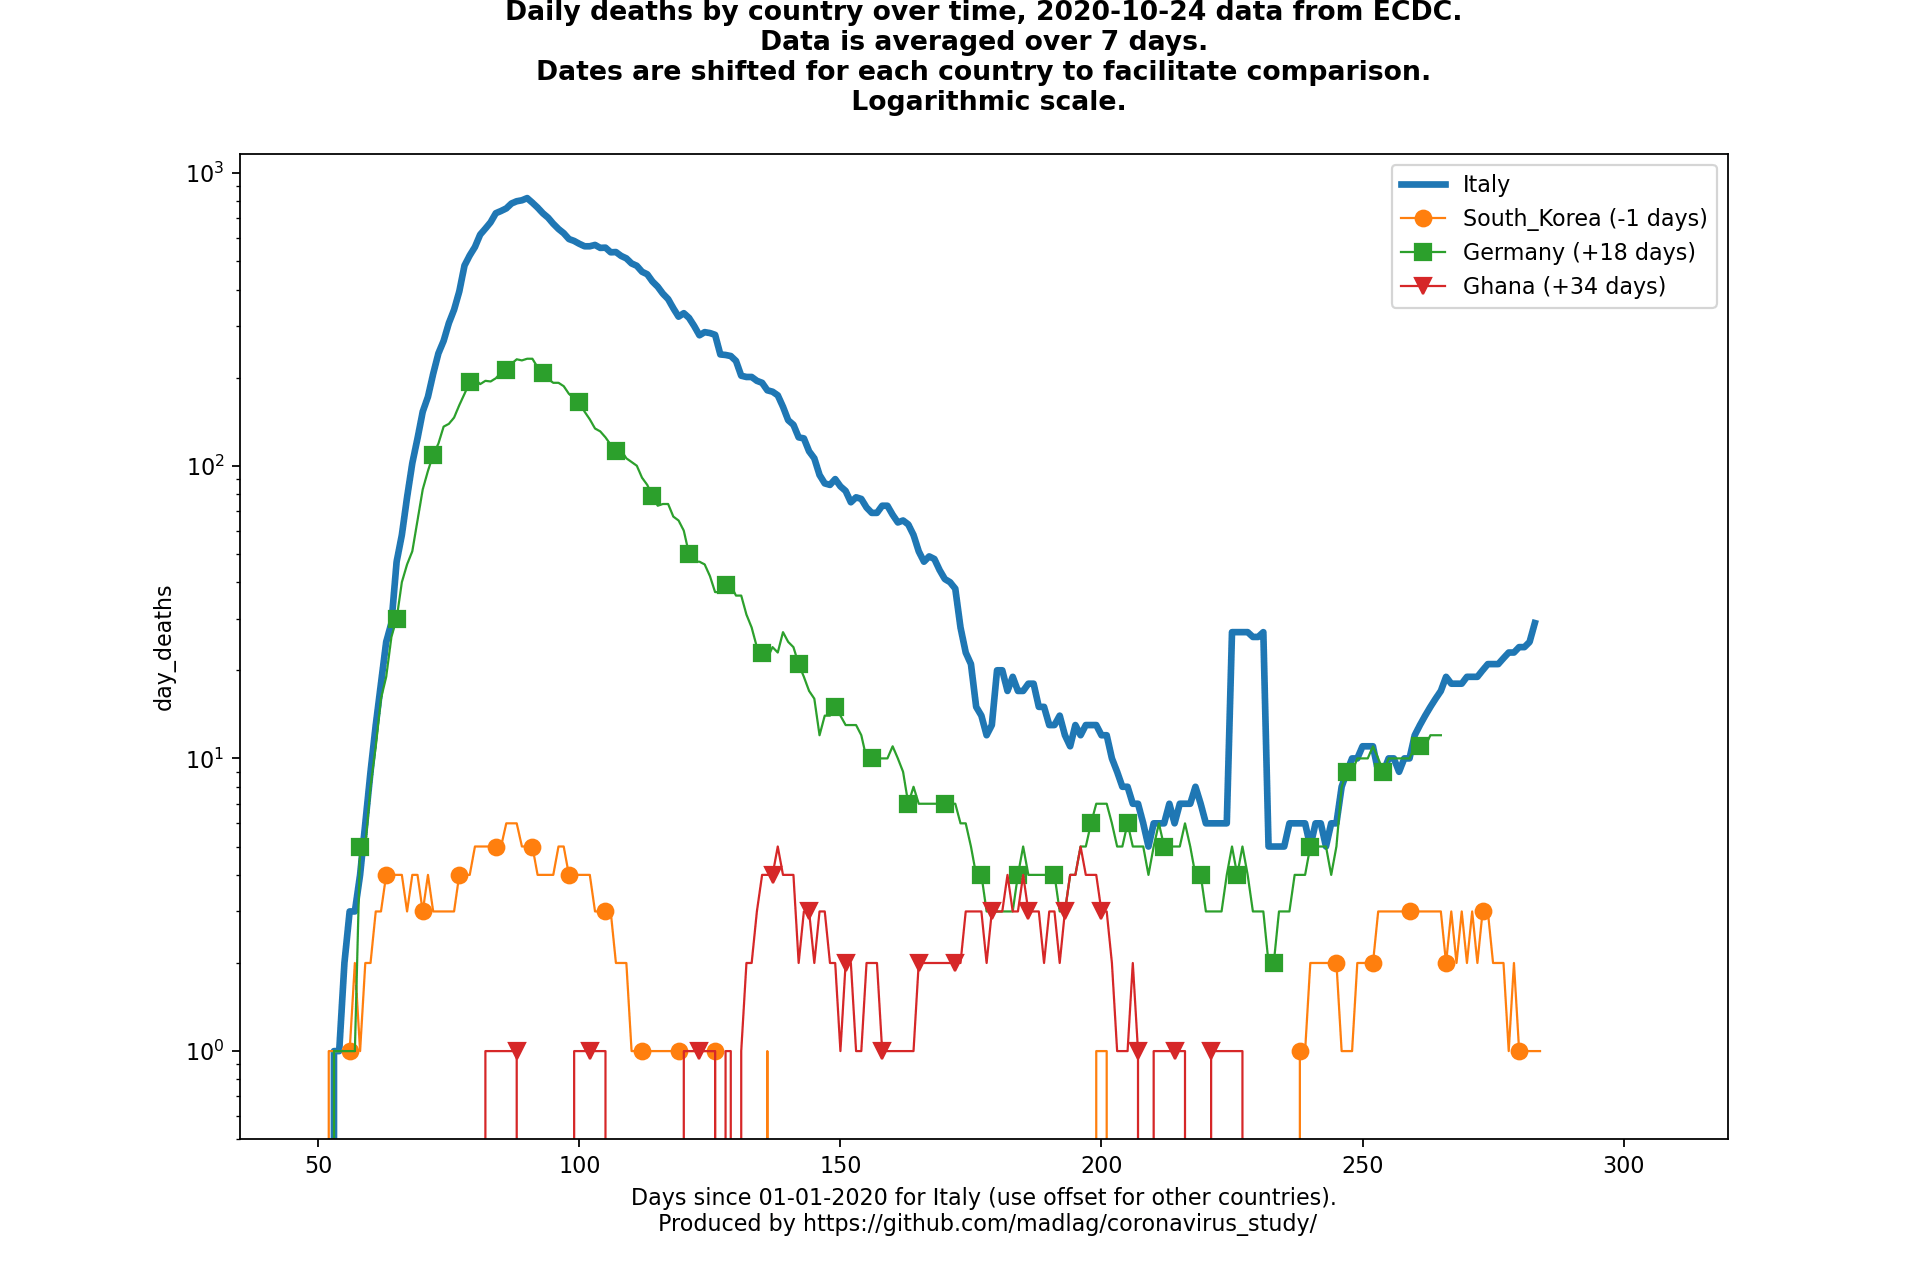 Daily deaths by country over time, 2020-10-24 data from ECDC.
Data is averaged over 7 days.
Dates are shifted for each country to facilitate comparison.
Logarithmic scale.
10³
10²
10¹
10⁰
day_deaths
Italy
South_Korea (-1 days)
Germany (+18 days)
Ghana (+34 days)
50 100 150 200 250 300
Days since 01-01-2020 for Italy (use offset for other countries).
Produced by https://github.com/madlag/coronavirus_study/